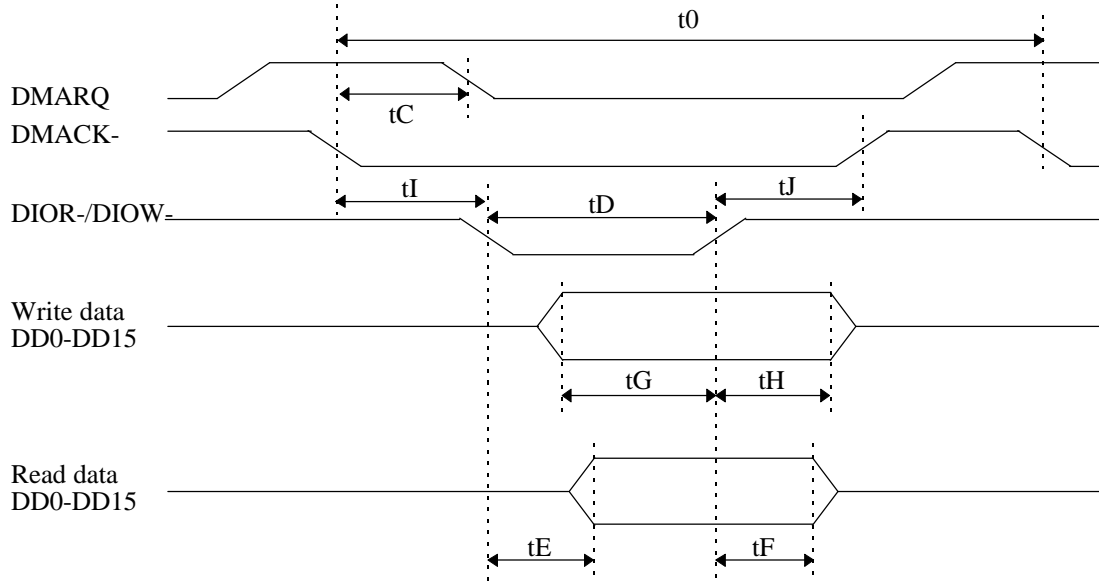 t0
DMARQ
tC
DMACK-
tI
tD
tJ
DIOR-/DIOW-
Write data
DD0-DD15
tG
tH
Read data
DD0-DD15
tE
tF